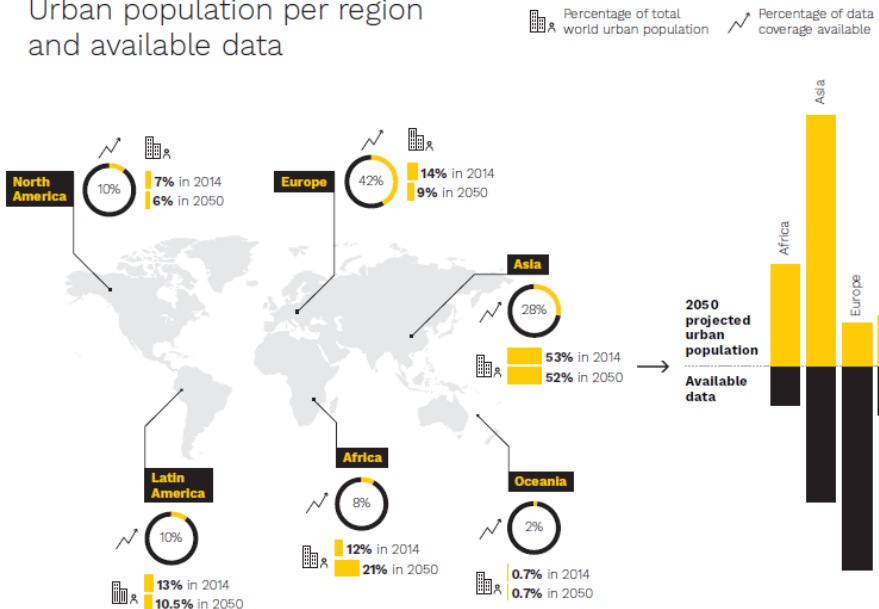 Urban population per region
and available data
Percentage of total
world urban population
Percentage of data
coverage available
North
America
10%
7% in 2014
6% in 2050
Europe
42%
14% in 2014
9% in 2050
Asia
28%
53% in 2014
52% in 2050
Latin
America
10%
13% in 2014
10.5% in 2050
Africa
8%
12% in 2014
21% in 2050
Oceania
2%
0.7% in 2014
0.7% in 2050
2050
projected
urban
population
Available
data
Africa
Asia
Europe